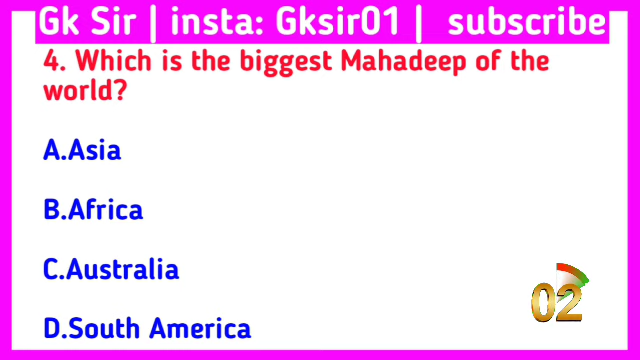 Gk Sir | insta: Gksir01 | subscribe
4. Which is the biggest Mahadeep of the
world?
A.Asia
B.Africa
C.Australia
02
D.South America